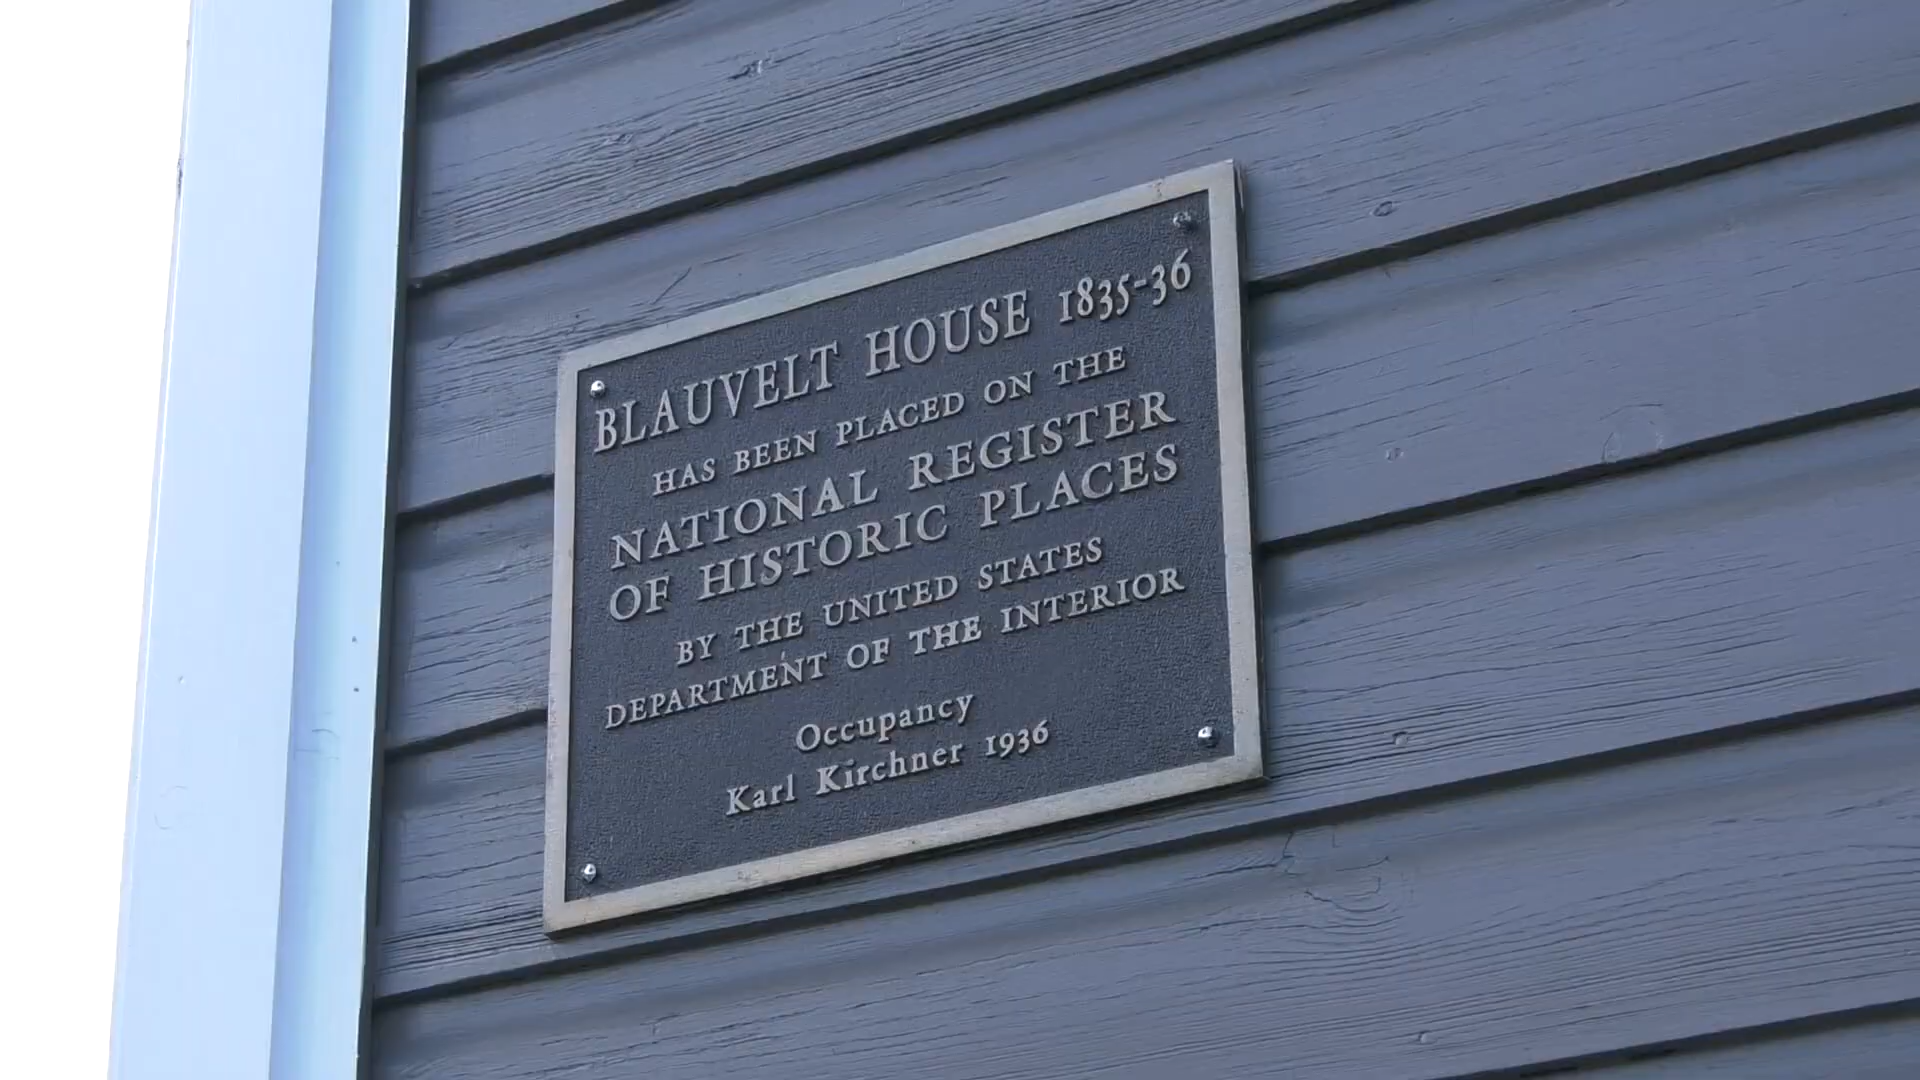 BLAUVELT HOUSE 1835-36
HAS BEEN PLACED ON THE
NATIONAL REGISTER
OF HISTORIC PLACES
BY THE UNITED STATES
DEPARTMENT OF THE INTERIOR
Occupancy
Karl Kirchner 1936